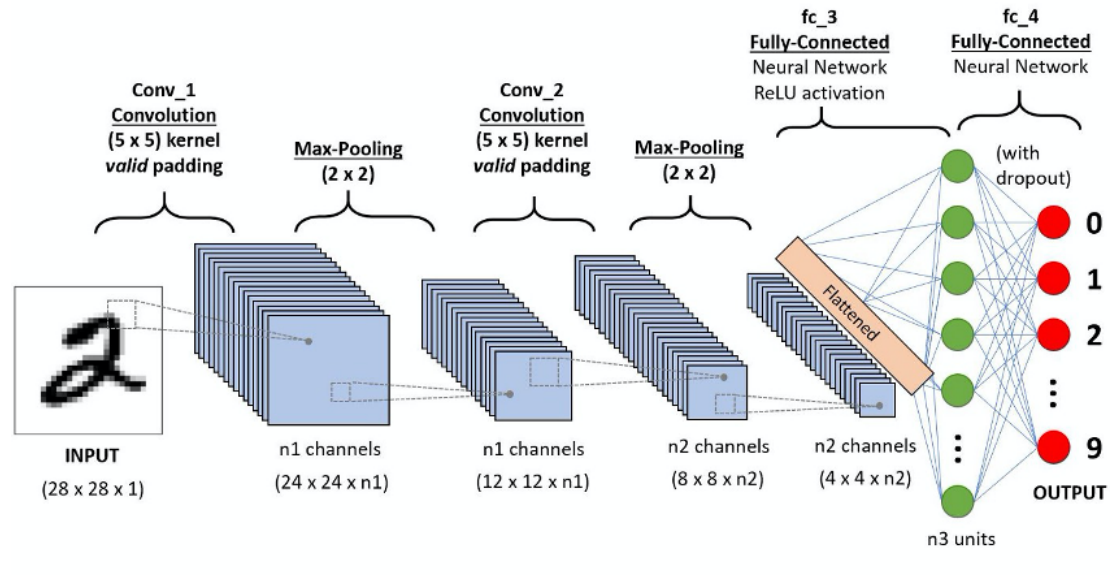 fc_3
Fully-Connected
Neural Network
ReLU activation
fc_4
Fully-Connected
Neural Network
Conv_1
Convolution
(5 x 5) kernel
valid padding
Max-Pooling
(2 x 2)
Conv_2
Convolution
(5 x 5) kernel
valid padding
Max-Pooling
(2 x 2)
(with
dropout)
Flattened
0
1
2
9
INPUT
(28 x 28 x 1)
n1 channels
(24 x 24 x n1)
n1 channels
(12 x 12 x n1)
n2 channels
(8 x 8 x n2)
n2 channels
(4 x 4 x n2)
OUTPUT
n3 units